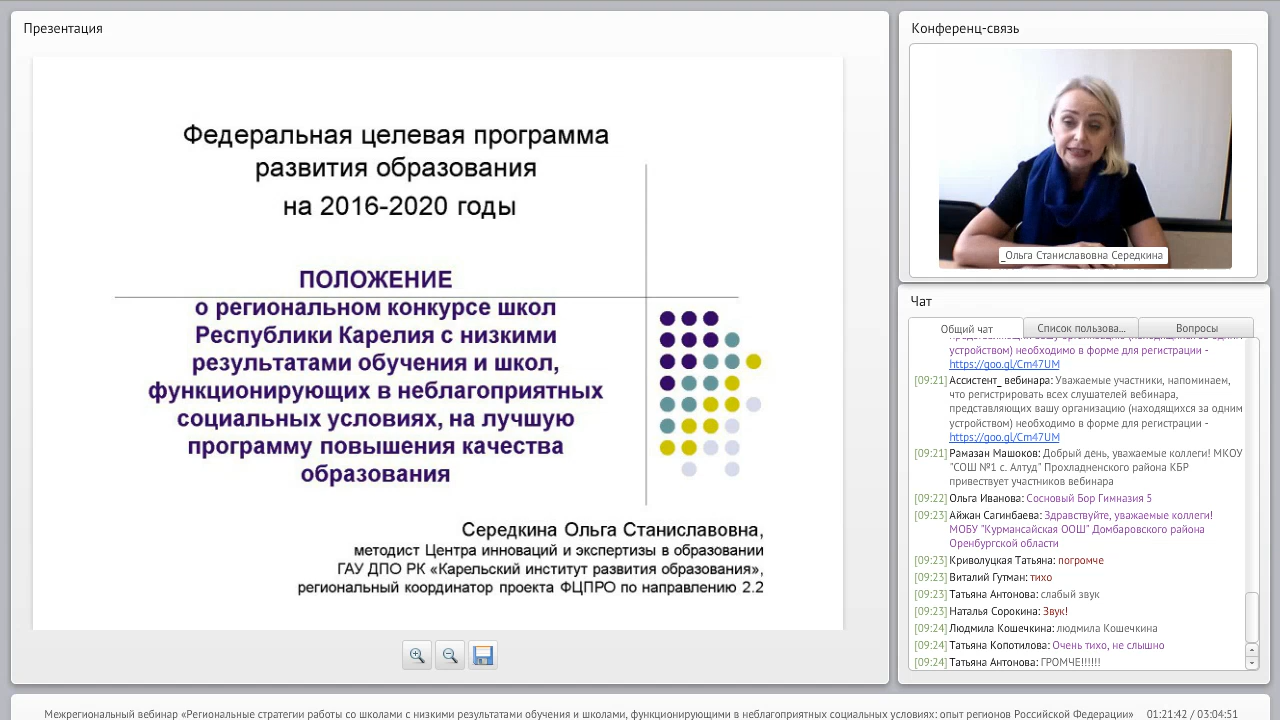 Презентация
Федеральная целевая программа
развития образования
на 2016-2020 годы
ПОЛОЖЕНИЕ
о региональном конкурсе школ
Республики Карелия с низкими
результатами обучения и школ,
функционирующих в неблагоприятных
социальных условиях, на лучшую
программу повышения качества
образования
Середкина Ольга Станиславовна,
методист Центра инноваций и экспертизы в образовании
ГАУ ДПО РК «Карельский институт развития образования»,
региональный координатор проекта ФЦПРО по направлению 2.2
Конференц-связь
_Ольга Станиславовна Середкина
Чат
Общий чат
Список пользова...
Вопросы
устройством) необходимо в форме для регистрации -
https://goo.gl/Cm47UM
[09:21] Ассистент_ вебинара: Уважаемые участники, напоминаем,
что регистрировать всех слушателей вебинара,
представляющих вашу организацию (находящихся за одним
устройством) необходимо в форме для регистрации -
https://goo.gl/Cm47UM
[09:21] Рамазан Машоков: Добрый день, уважаемые коллеги! МКОУ
"СОШ №1 с. Алтуд" Прохладненского района КБР
привествует участников вебинара
[09:22] Ольга Иванова: Сосновый Бор Гимназия 5
[09:23] Айжан Сагинбаева: Здравствуйте, уважаемые коллеги!
МОБУ "Курмансайская ООШ" Домбаровского района
Оренбургской области
[09:23] Криволуцкая Татьяна: погромче
[09:23] Виталий Гутман: тихо
[09:23] Татьяна Антонова: слабый звук
[09:23] Наталья Сорокина: Звук!
[09:24] Людмила Кошечкина: людмила Кошечкина
[09:24] Татьяна Копотилова: Очень тихо, не слышно
[09:24] Татьяна Антонова: ГРОМЧЕ!!!!!!
Межрегиональный вебинар «Региональные стратегии работы со школами с низкими результатами обучения и школами, функционирующими в неблагоприятных социальных условиях: опыт регионов Российской Федерации» 01:21:42 / 03:04:51